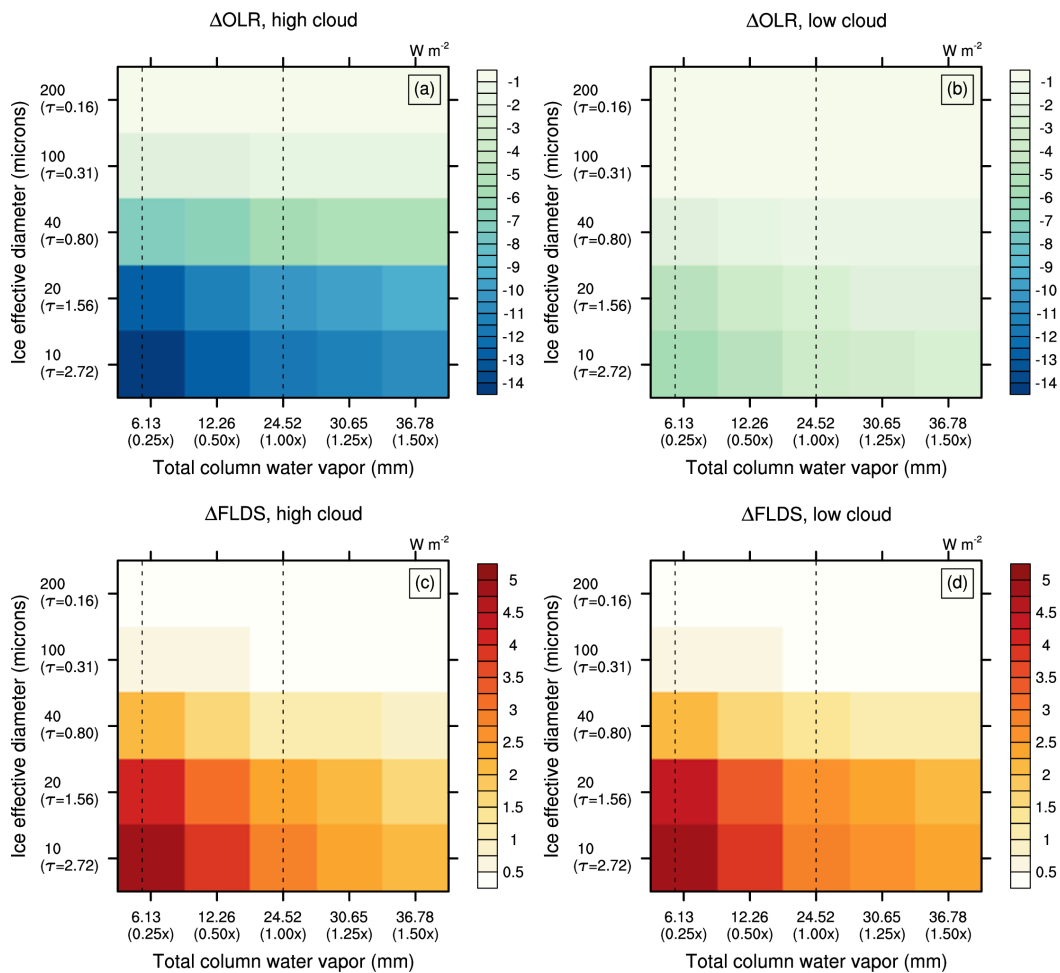 ΔOLR, high cloud
W m-2
(a)
Ice effective diameter (microns)
200
(τ=0.16)
100
(τ=0.31)
40
(τ=0.80)
20
(τ=1.56)
10
(τ=2.72)
6.13 12.26 24.52 30.65 36.78
(0.25x) (0.50x) (1.00x) (1.25x) (1.50x)
Total column water vapor (mm)
-1
-2
-3
-4
-5
-6
-7
-8
-9
-10
-11
-12
-13
-14
ΔOLR, low cloud
W m-2
(b)
Ice effective diameter (microns)
200
(τ=0.16)
100
(τ=0.31)
40
(τ=0.80)
20
(τ=1.56)
10
(τ=2.72)
6.13 12.26 24.52 30.65 36.78
(0.25x) (0.50x) (1.00x) (1.25x) (1.50x)
Total column water vapor (mm)
-1
-2
-3
-4
-5
-6
-7
-8
-9
-10
-11
-12
-13
-14
ΔFLDS, high cloud
W m-2
(c)
Ice effective diameter (microns)
200
(τ=0.16)
100
(τ=0.31)
40
(τ=0.80)
20
(τ=1.56)
10
(τ=2.72)
6.13 12.26 24.52 30.65 36.78
(0.25x) (0.50x) (1.00x) (1.25x) (1.50x)
Total column water vapor (mm)
5
4.5
4
3.5
3
2.5
2
1.5
1
0.5
ΔFLDS, low cloud
W m-2
(d)
Ice effective diameter (microns)
200
(τ=0.16)
100
(τ=0.31)
40
(τ=0.80)
20
(τ=1.56)
10
(τ=2.72)
6.13 12.26 24.52 30.65 36.78
(0.25x) (0.50x) (1.00x) (1.25x) (1.50x)
Total column water vapor (mm)
5
4.5
4
3.5
3
2.5
2
1.5
1
0.5